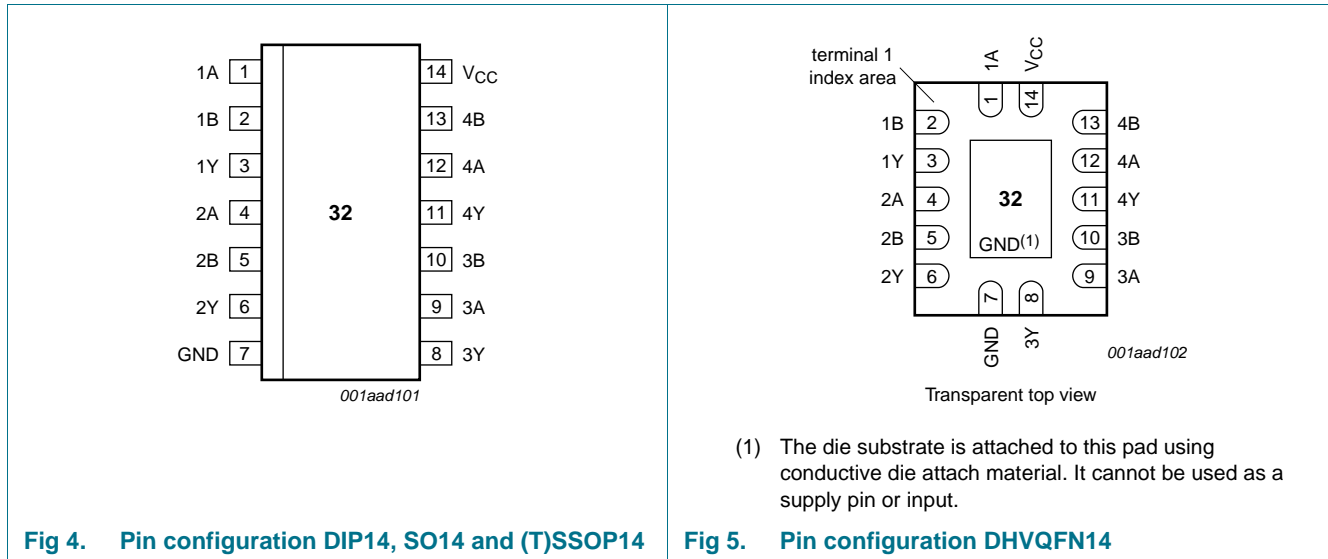 1A 1 14 VCC
1B 2 13 4B
1Y 3 12 4A
2A 4 32 11 4Y
2B 5 10 3B
2Y 6 9 3A
GND 7 8 3Y
001aad101
Fig 4. Pin configuration DIP14, SO14 and (T)SSOP14
terminal 1
index area
1A VCC
1 14
1B 2 13 4B
1Y 3 12 4A
2A 4 32 11 4Y
2B 5 GND(1) 10 3B
2Y 6 9 3A
7 8
GND 3Y
001aad102
Transparent top view
(1) The die substrate is attached to this pad using
conductive die attach material. It cannot be used as a
supply pin or input.
Fig 5. Pin configuration DHVQFN14